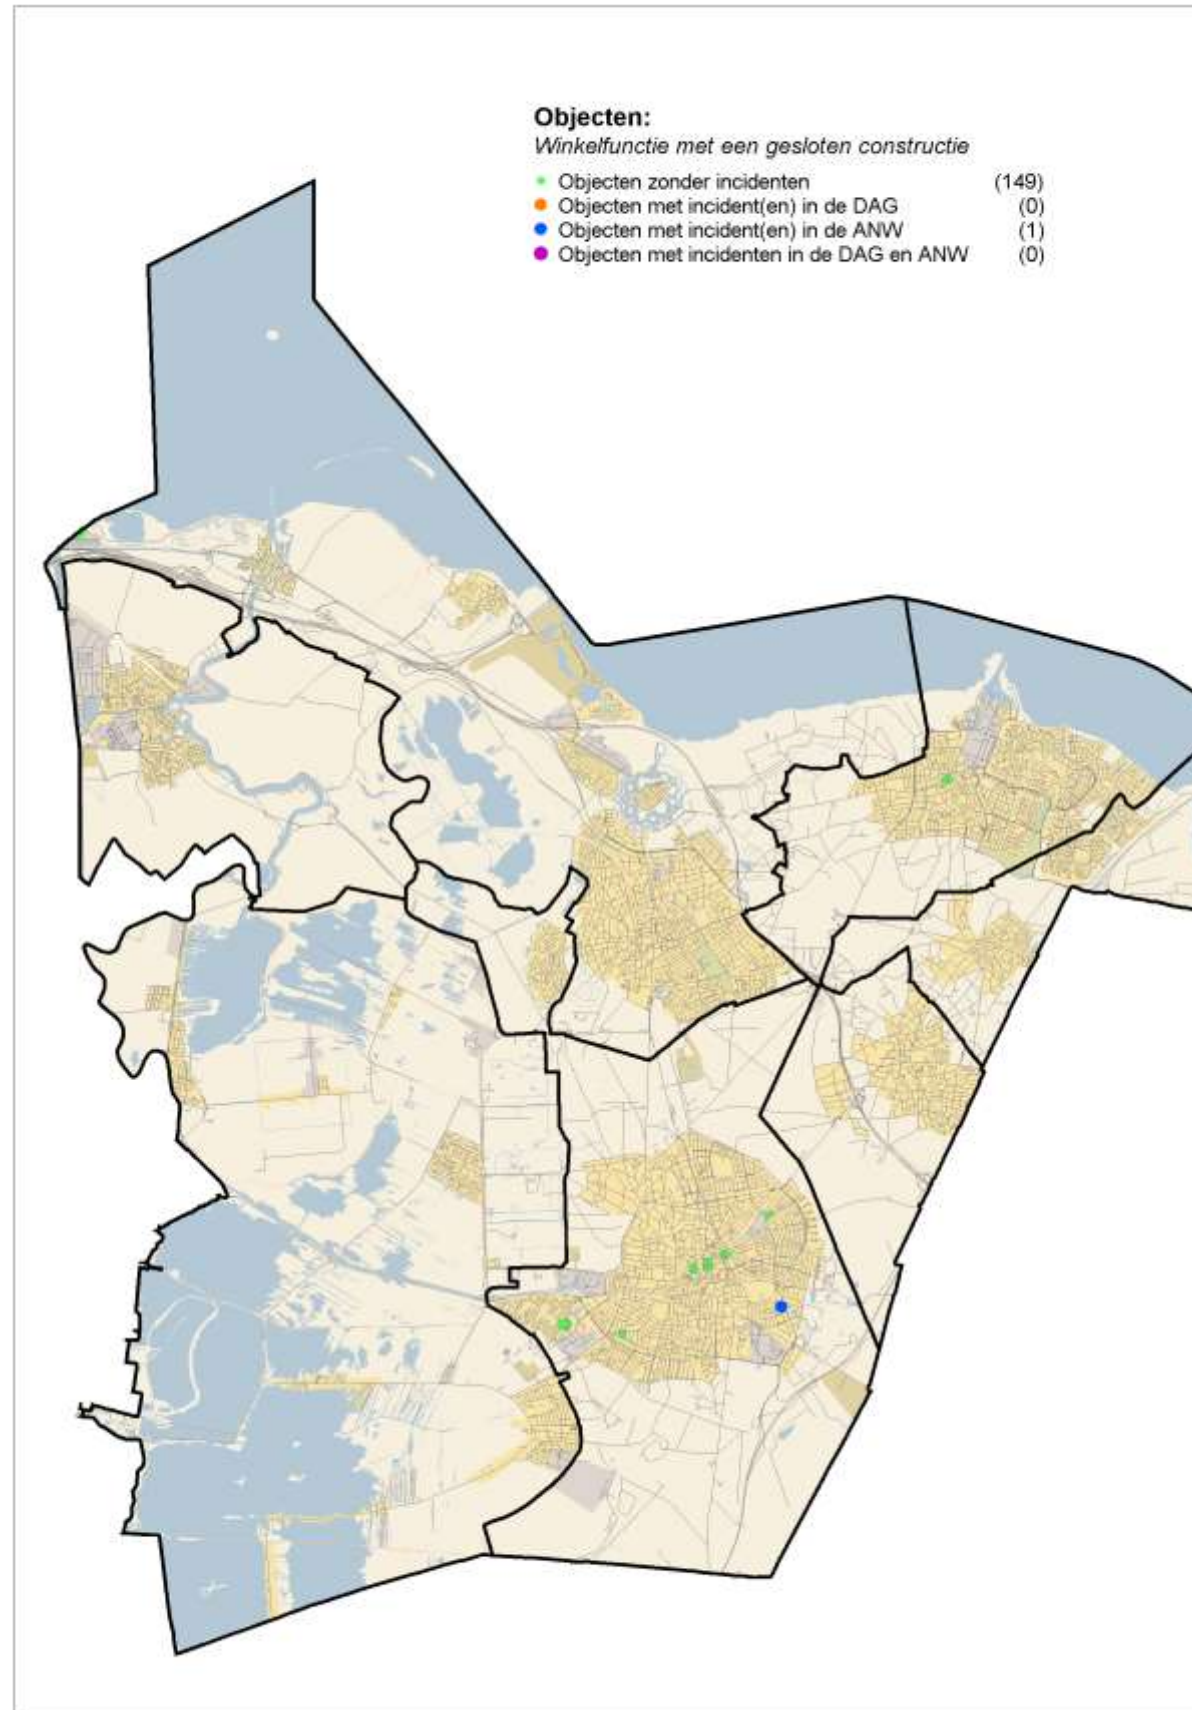 Objecten:
Winkelfunctie met een gesloten constructie
Objecten zonder incidenten (149)
Objecten met incident(en) in de DAG (0)
Objecten met incident(en) in de ANW (1)
Objecten met incidenten in de DAG en ANW (0)